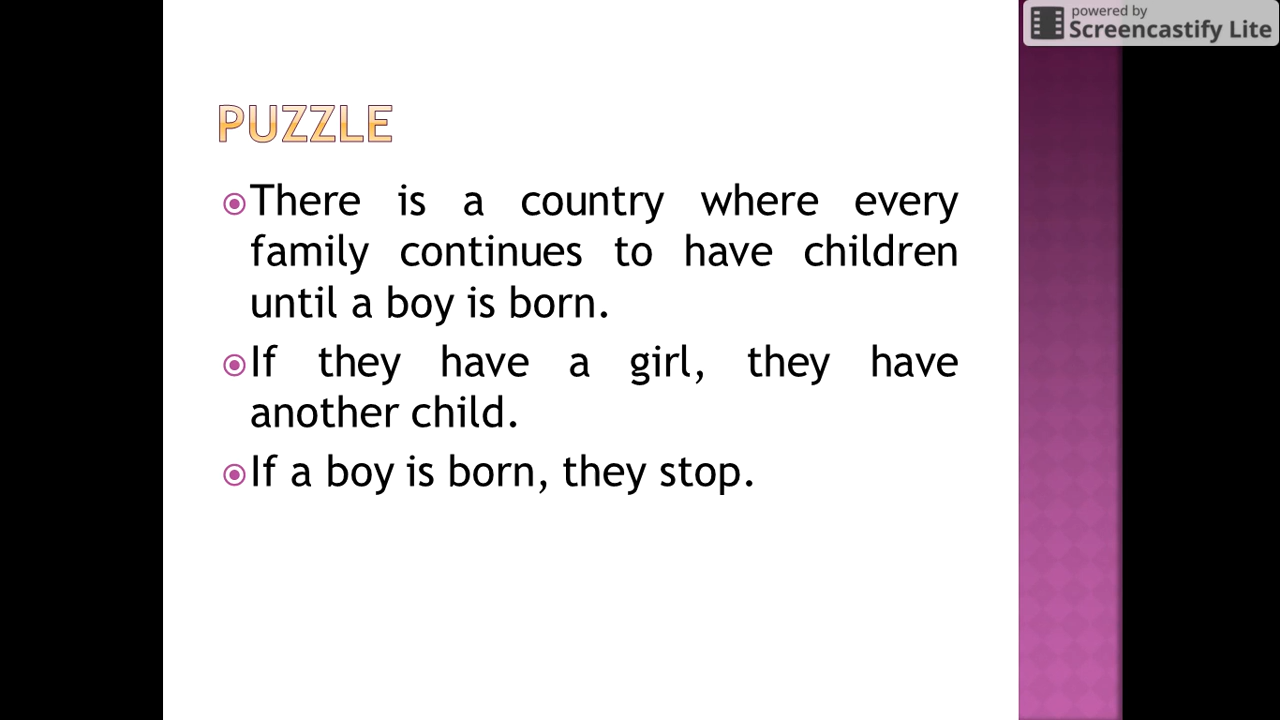 powered by
Screencastify Lite
PUZZLE
There is a country where every
family continues to have children
until a boy is born.
If they have a girl, they have
another child.
If a boy is born, they stop.